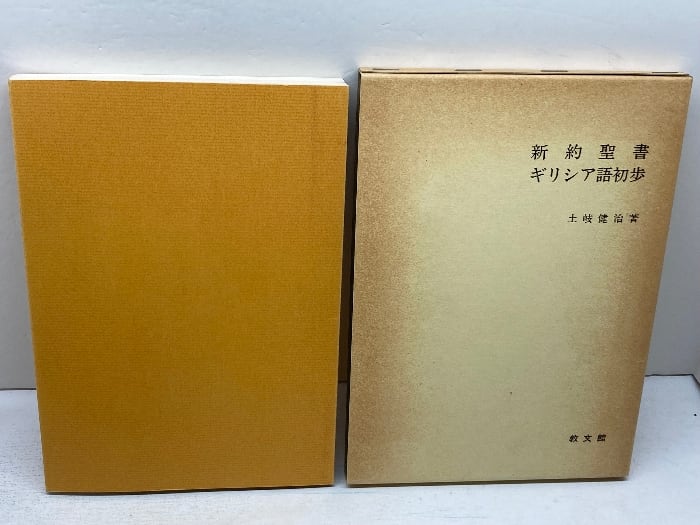 新約聖書
ギリシア語初歩
土岐健治著
教文館